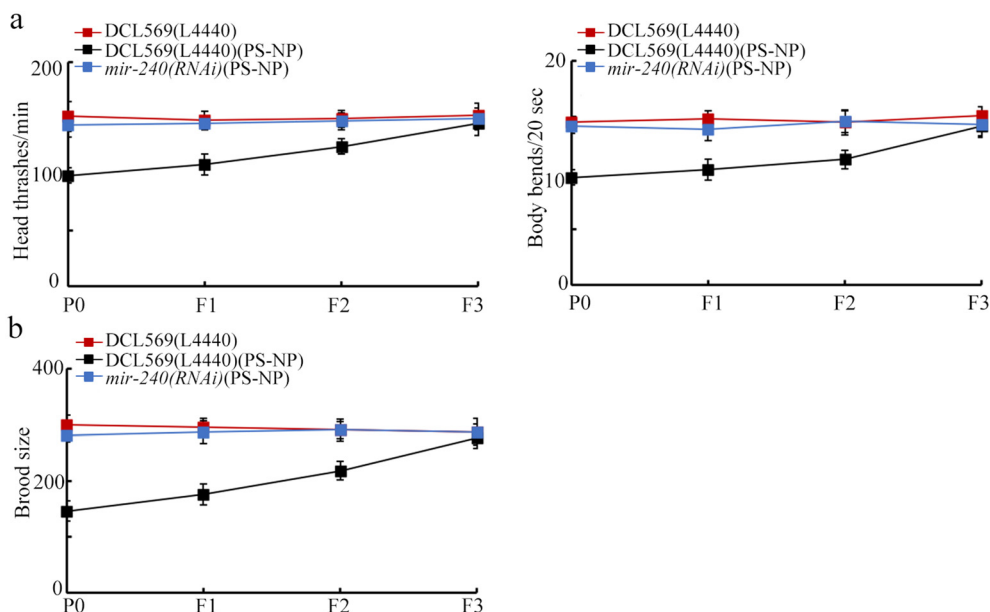 a
DCL569(L4440)
DCL569(L4440)(PS-NP)
mir-240(RNAi)(PS-NP)
200
100
0
Head thrashes/min
P0 F1 F2 F3
DCL569(L4440)
DCL569(L4440)(PS-NP)
mir-240(RNAi)(PS-NP)
20
10
0
Body bends/20 sec
P0 F1 F2 F3
b
DCL569(L4440)
DCL569(L4440)(PS-NP)
mir-240(RNAi)(PS-NP)
400
200
0
Brood size
P0 F1 F2 F3